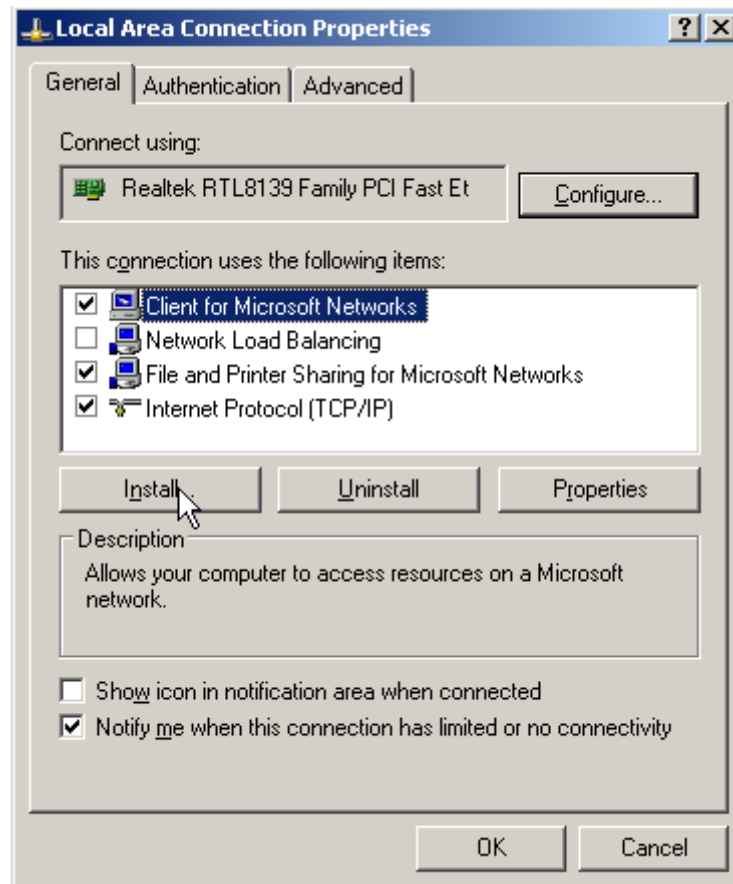 Local Area Connection Properties
General Authentication Advanced
Connect using:
Realtek RTL8139 Family PCI Fast Et Configure...
This connection uses the following items:
Client for Microsoft Networks
Network Load Balancing
File and Printer Sharing for Microsoft Networks
Internet Protocol (TCP/IP)
Install... Uninstall Properties
Description
Allows your computer to access resources on a Microsoft
network.
Show icon in notification area when connected
Notify me when this connection has limited or no connectivity
OK Cancel